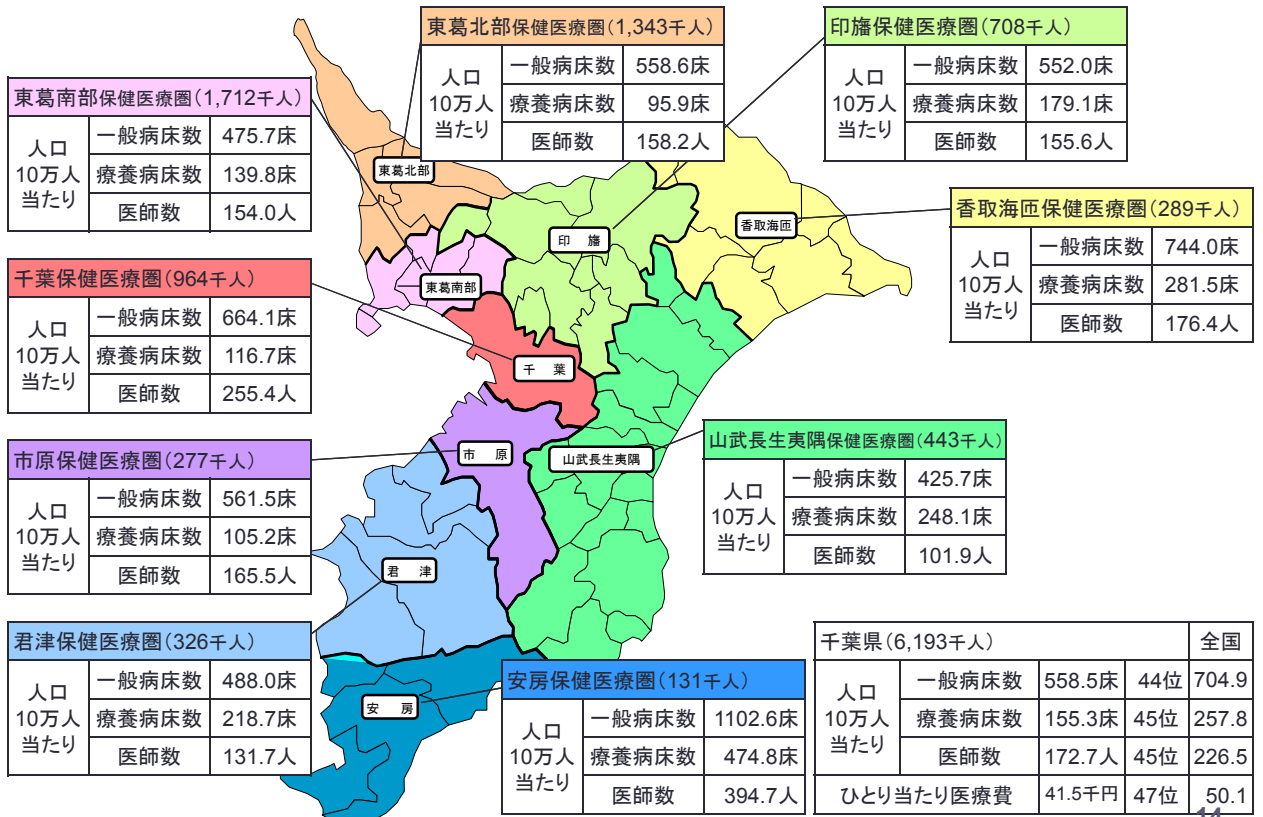 東葛北部保健医療圏(1,343千人)
人口
10万人
当たり
一般病床数 558.6床
療養病床数 95.9床
医師数 158.2人
印旛保健医療圏(708千人)
人口
10万人
当たり
一般病床数 552.0床
療養病床数 179.1床
医師数 155.6人
東葛南部保健医療圏(1,712千人)
人口
10万人
当たり
一般病床数 475.7床
療養病床数 139.8床
医師数 154.0人
香取海匝保健医療圏(289千人)
人口
10万人
当たり
一般病床数 744.0床
療養病床数 281.5床
医師数 176.4人
千葉保健医療圏(964千人)
人口
10万人
当たり
一般病床数 664.1床
療養病床数 116.7床
医師数 255.4人
市原保健医療圏(277千人)
人口
10万人
当たり
一般病床数 561.5床
療養病床数 105.2床
医師数 165.5人
山武長生夷隅保健医療圏(443千人)
人口
10万人
当たり
一般病床数 425.7床
療養病床数 248.1床
医師数 101.9人
君津保健医療圏(326千人)
人口
10万人
当たり
一般病床数 488.0床
療養病床数 218.7床
医師数 131.7人
安房保健医療圏(131千人)
人口
10万人
当たり
一般病床数 1102.6床
療養病床数 474.8床
医師数 394.7人
千葉県(6,193千人) 全国
人口
10万人
当たり
一般病床数 558.5床 44位 704.9
療養病床数 155.3床 45位 257.8
医師数 172.7人 45位 226.5
ひとり当たり医療費 41.5千円 47位 50.1
東葛北部
印 旛
香取海匝
東葛南部
千 葉
市 原
山武長生夷隅
君 津
安 房
14